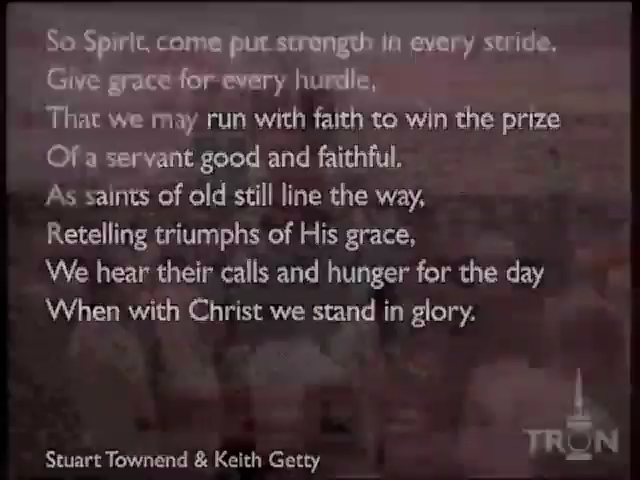 So Spirit, come put strength in every stride,
Give grace for every hurdle,
That we may run with faith to win the prize
Of a servant good and faithful.
As saints of old still line the way,
Retelling triumphs of His grace,
We hear their calls and hunger for the day
When with Christ we stand in glory.
TRON
Stuart Townend & Keith Getty